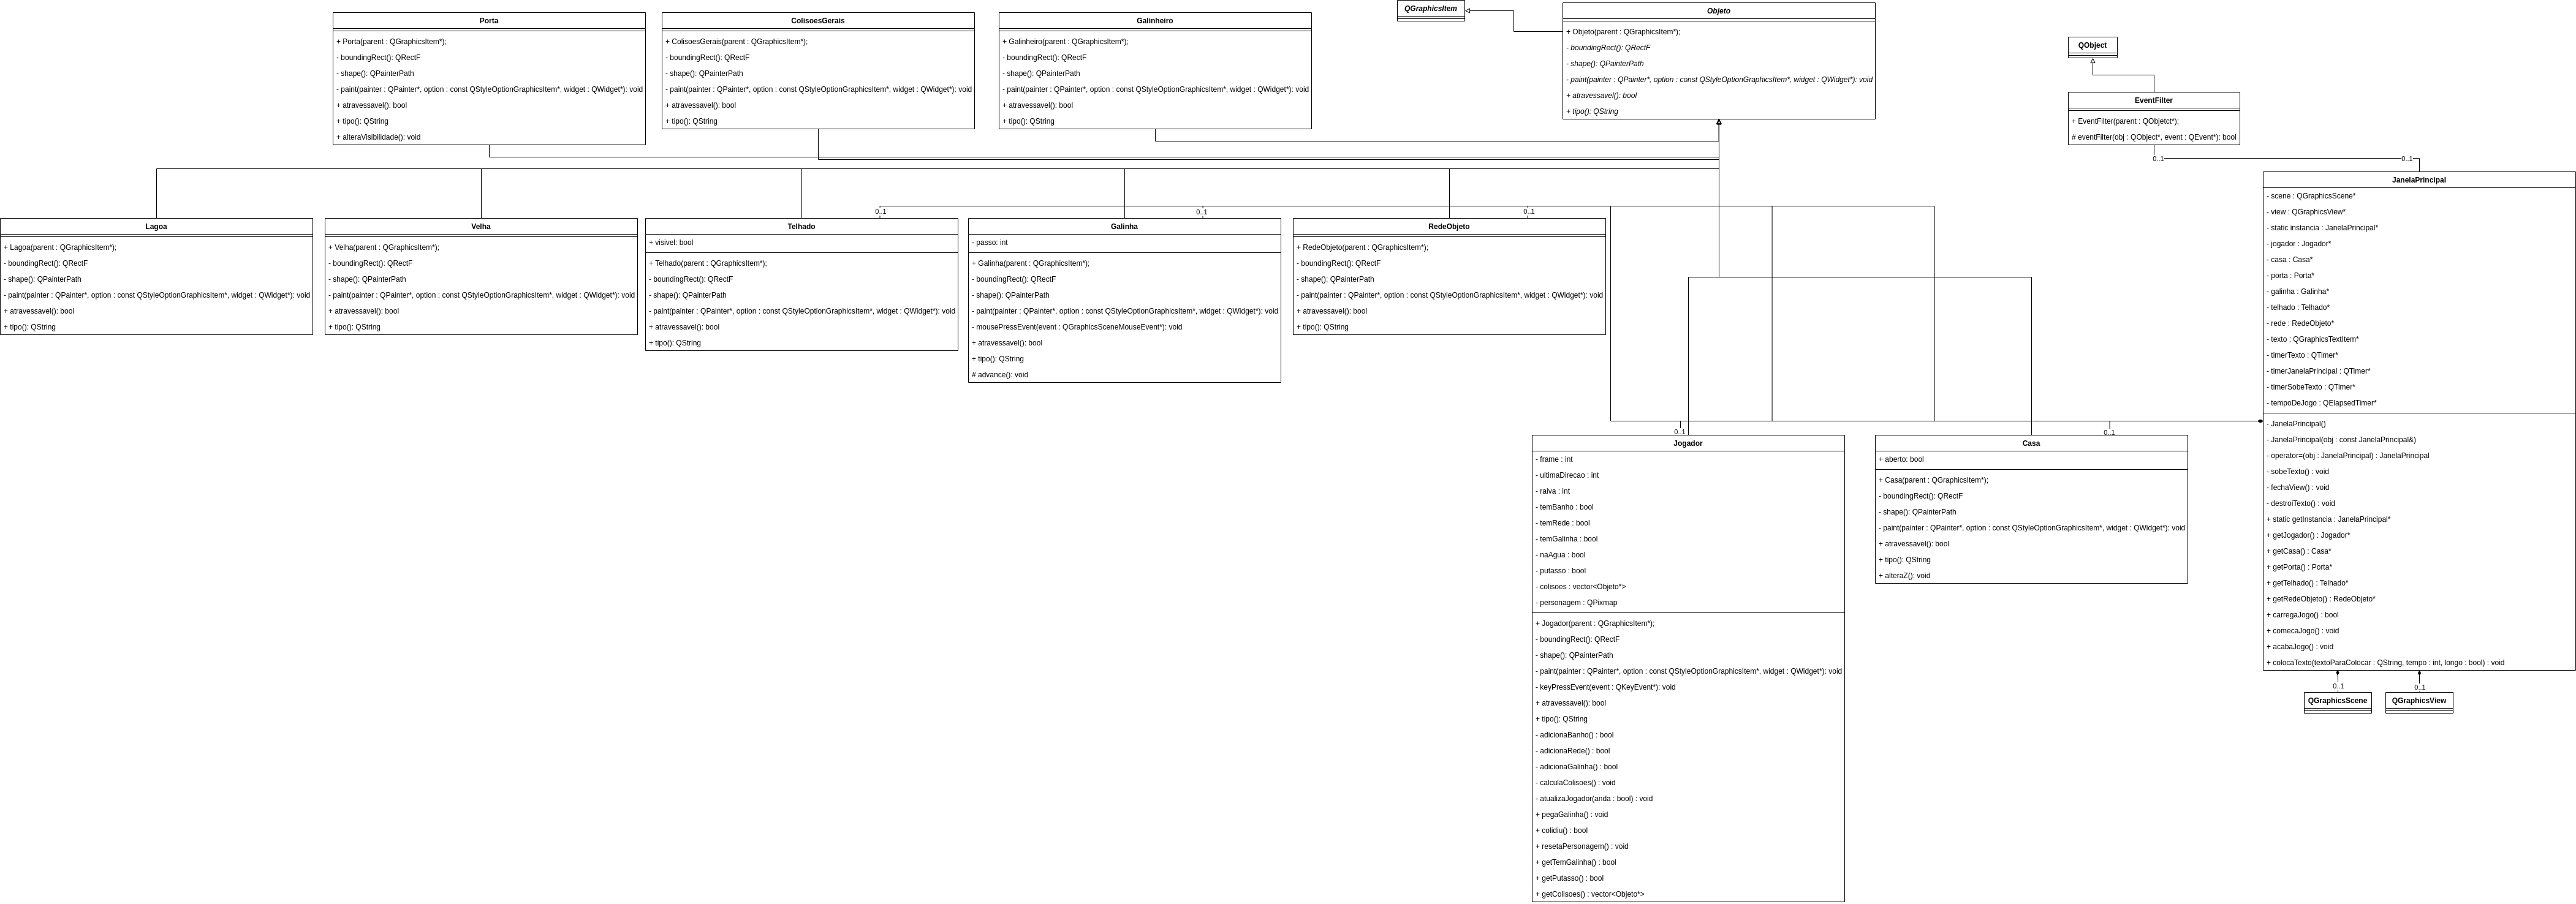 Porta
+ Porta(parent : QGraphicsItem*);
- boundingRect(): QRectF
- shape(): QPainterPath
- paint(painter : QPainter*, option : const QStyleOptionGraphicsItem*, widget : QWidget*): void
+ atravessavel(): bool
+ tipo(): QString
+ alteraVisibilidade(): void
ColisoesGerais
+ ColisoesGerais(parent : QGraphicsItem*);
- boundingRect(): QRectF
- shape(): QPainterPath
- paint(painter : QPainter*, option : const QStyleOptionGraphicsItem*, widget : QWidget*): void
+ atravessavel(): bool
+ tipo(): QString
Galinheiro
+ Galinheiro(parent : QGraphicsItem*);
- boundingRect(): QRectF
- shape(): QPainterPath
- paint(painter : QPainter*, option : const QStyleOptionGraphicsItem*, widget : QWidget*): void
+ atravessavel(): bool
+ tipo(): QString
QGraphicsItem
Objeto
+ Objeto(parent : QGraphicsItem*);
- boundingRect(): QRectF
- shape(): QPainterPath
- paint(painter : QPainter*, option : const QStyleOptionGraphicsItem*, widget : QWidget*): void
+ atravessavel(): bool
+ tipo(): QString
QObject
EventFilter
+ EventFilter(parent : QObjetct*);
# eventFilter(obj : QObject*, event : QEvent*): bool
0..1
0..1
Lagoa
+ Lagoa(parent : QGraphicsItem*);
- boundingRect(): QRectF
- shape(): QPainterPath
- paint(painter : QPainter*, option : const QStyleOptionGraphicsItem*, widget : QWidget*): void
+ atravessavel(): bool
+ tipo(): QString
Velha
+ Velha(parent : QGraphicsItem*);
- boundingRect(): QRectF
- shape(): QPainterPath
- paint(painter : QPainter*, option : const QStyleOptionGraphicsItem*, widget : QWidget*): void
+ atravessavel(): bool
+ tipo(): QString
0..1
Telhado
+ visivel: bool
+ Telhado(parent : QGraphicsItem*);
- boundingRect(): QRectF
- shape(): QPainterPath
- paint(painter : QPainter*, option : const QStyleOptionGraphicsItem*, widget : QWidget*): void
+ atravessavel(): bool
+ tipo(): QString
0..1
Galinha
- passo: int
+ Galinha(parent : QGraphicsItem*);
- boundingRect(): QRectF
- shape(): QPainterPath
- paint(painter : QPainter*, option : const QStyleOptionGraphicsItem*, widget : QWidget*): void
- mousePressEvent(event : QGraphicsSceneMouseEvent*): void
+ atravessavel(): bool
+ tipo(): QString
# advance(): void
0..1
RedeObjeto
+ RedeObjeto(parent : QGraphicsItem*);
- boundingRect(): QRectF
- shape(): QPainterPath
- paint(painter : QPainter*, option : const QStyleOptionGraphicsItem*, widget : QWidget*): void
+ atravessavel(): bool
+ tipo(): QString
0..1
Jogador
- frame : int
- ultimaDirecao : int
- raiva : int
- temBanho : bool
- temRede : bool
- temGalinha : bool
- naAgua : bool
- putasso : bool
- colisoes : vector<Objeto*>
- personagem : QPixmap
+ Jogador(parent : QGraphicsItem*);
- boundingRect(): QRectF
- shape(): QPainterPath
- paint(painter : QPainter*, option : const QStyleOptionGraphicsItem*, widget : QWidget*): void
- keyPressEvent(event : QKeyEvent*): void
+ atravessavel(): bool
+ tipo(): QString
- adicionaBanho() : bool
- adicionaRede() : bool
- adicionaGalinha() : bool
- calculaColisoes() : void
- atualizaJogador(anda : bool) : void
+ pegaGalinha() : void
+ colidiu() : bool
+ resetaPersonagem() : void
+ getTemGalinha() : bool
+ getPutasso() : bool
+ getColisoes() : vector<Objeto*>
0..1
Casa
+ aberto: bool
+ Casa(parent : QGraphicsItem*);
- boundingRect(): QRectF
- shape(): QPainterPath
- paint(painter : QPainter*, option : const QStyleOptionGraphicsItem*, widget : QWidget*): void
+ atravessavel(): bool
+ tipo(): QString
+ alteraZ(): void
JanelaPrincipal
- scene : QGraphicsScene*
- view : QGraphicsView*
- static instancia : JanelaPrincipal*
- jogador : Jogador*
- casa : Casa*
- porta : Porta*
- galinha : Galinha*
- telhado : Telhado*
- rede : RedeObjeto*
- texto : QGraphicsTextItem*
- timerTexto : QTimer*
- timerJanelaPrincipal : QTimer*
- timerSobeTexto : QTimer*
- tempoDeJogo : QElapsedTimer*
- JanelaPrincipal()
- JanelaPrincipal(obj : const JanelaPrincipal&)
- operator=(obj : JanelaPrincipal) : JanelaPrincipal
- sobeTexto() : void
- fechaView() : void
- destroiTexto() : void
+ static getInstancia : JanelaPrincipal*
+ getJogador() : Jogador*
+ getCasa() : Casa*
+ getPorta() : Porta*
+ getTelhado() : Telhado*
+ getRedeObjeto() : RedeObjeto*
+ carregaJogo() : bool
+ comecaJogo() : void
+ acabaJogo() : void
+ colocaTexto(textoParaColocar : QString, tempo : int, longo : bool) : void
0..1
0..1
QGraphicsScene
QGraphicsView